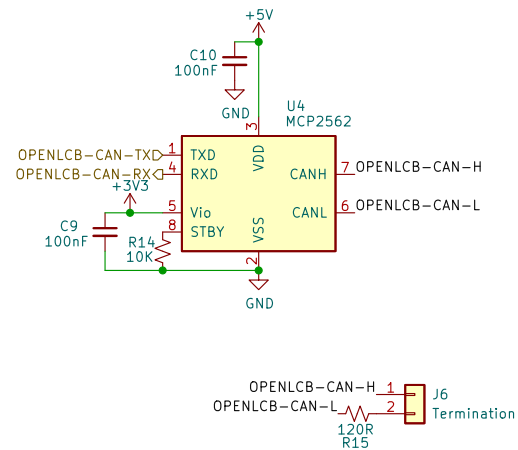 +5V
C10
100nF
GND
U4
MCP2562
3
VDD
OPENLCB-CAN-TX 1 TXD
OPENLCB-CAN-RX 4 RXD
CANH 7 OPENLCB-CAN-H
+3V3
5 Vio
CANL 6 OPENLCB-CAN-L
C9
100nF
8 STBY
R14
10K
VSS
2
GND
OPENLCB-CAN-H 1
J6
OPENLCB-CAN-L 2
Termination
120R
R15